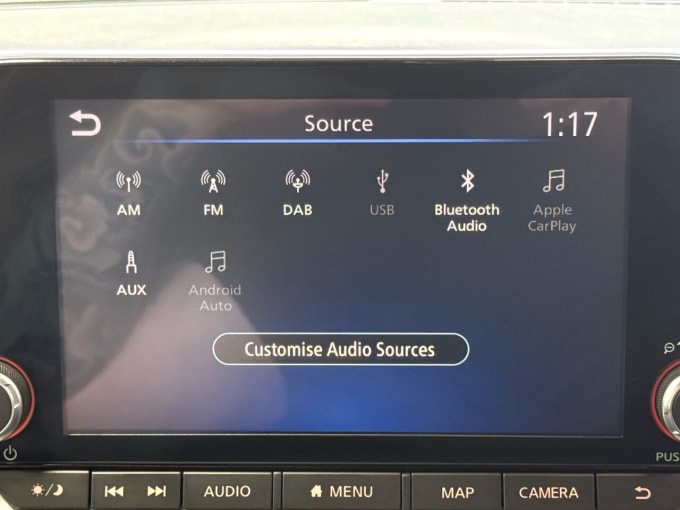 Source
1:17
AM
FM
DAB
USB
Bluetooth
Audio
Apple
CarPlay
AUX
Android
Auto
Customise Audio Sources
PUS
AUDIO
MENU
MAP
CAMERA